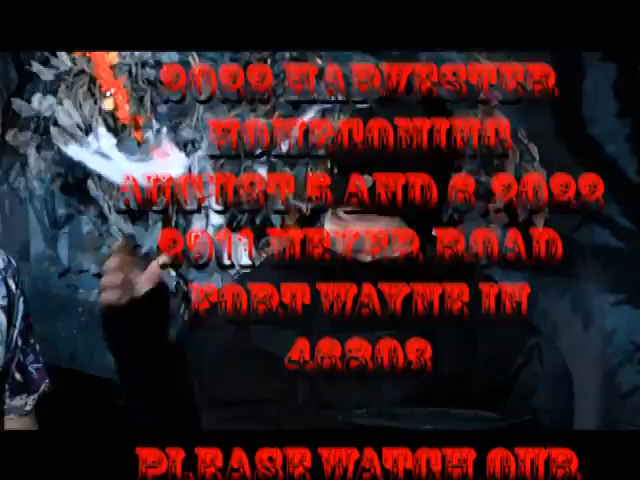 2022 HARVESTER
HOMECOMING
AUGUST 5 AND 6 2022
2011 MEYER ROAD
FORT WAYNE IN
46803
PLEASE WATCH OUR